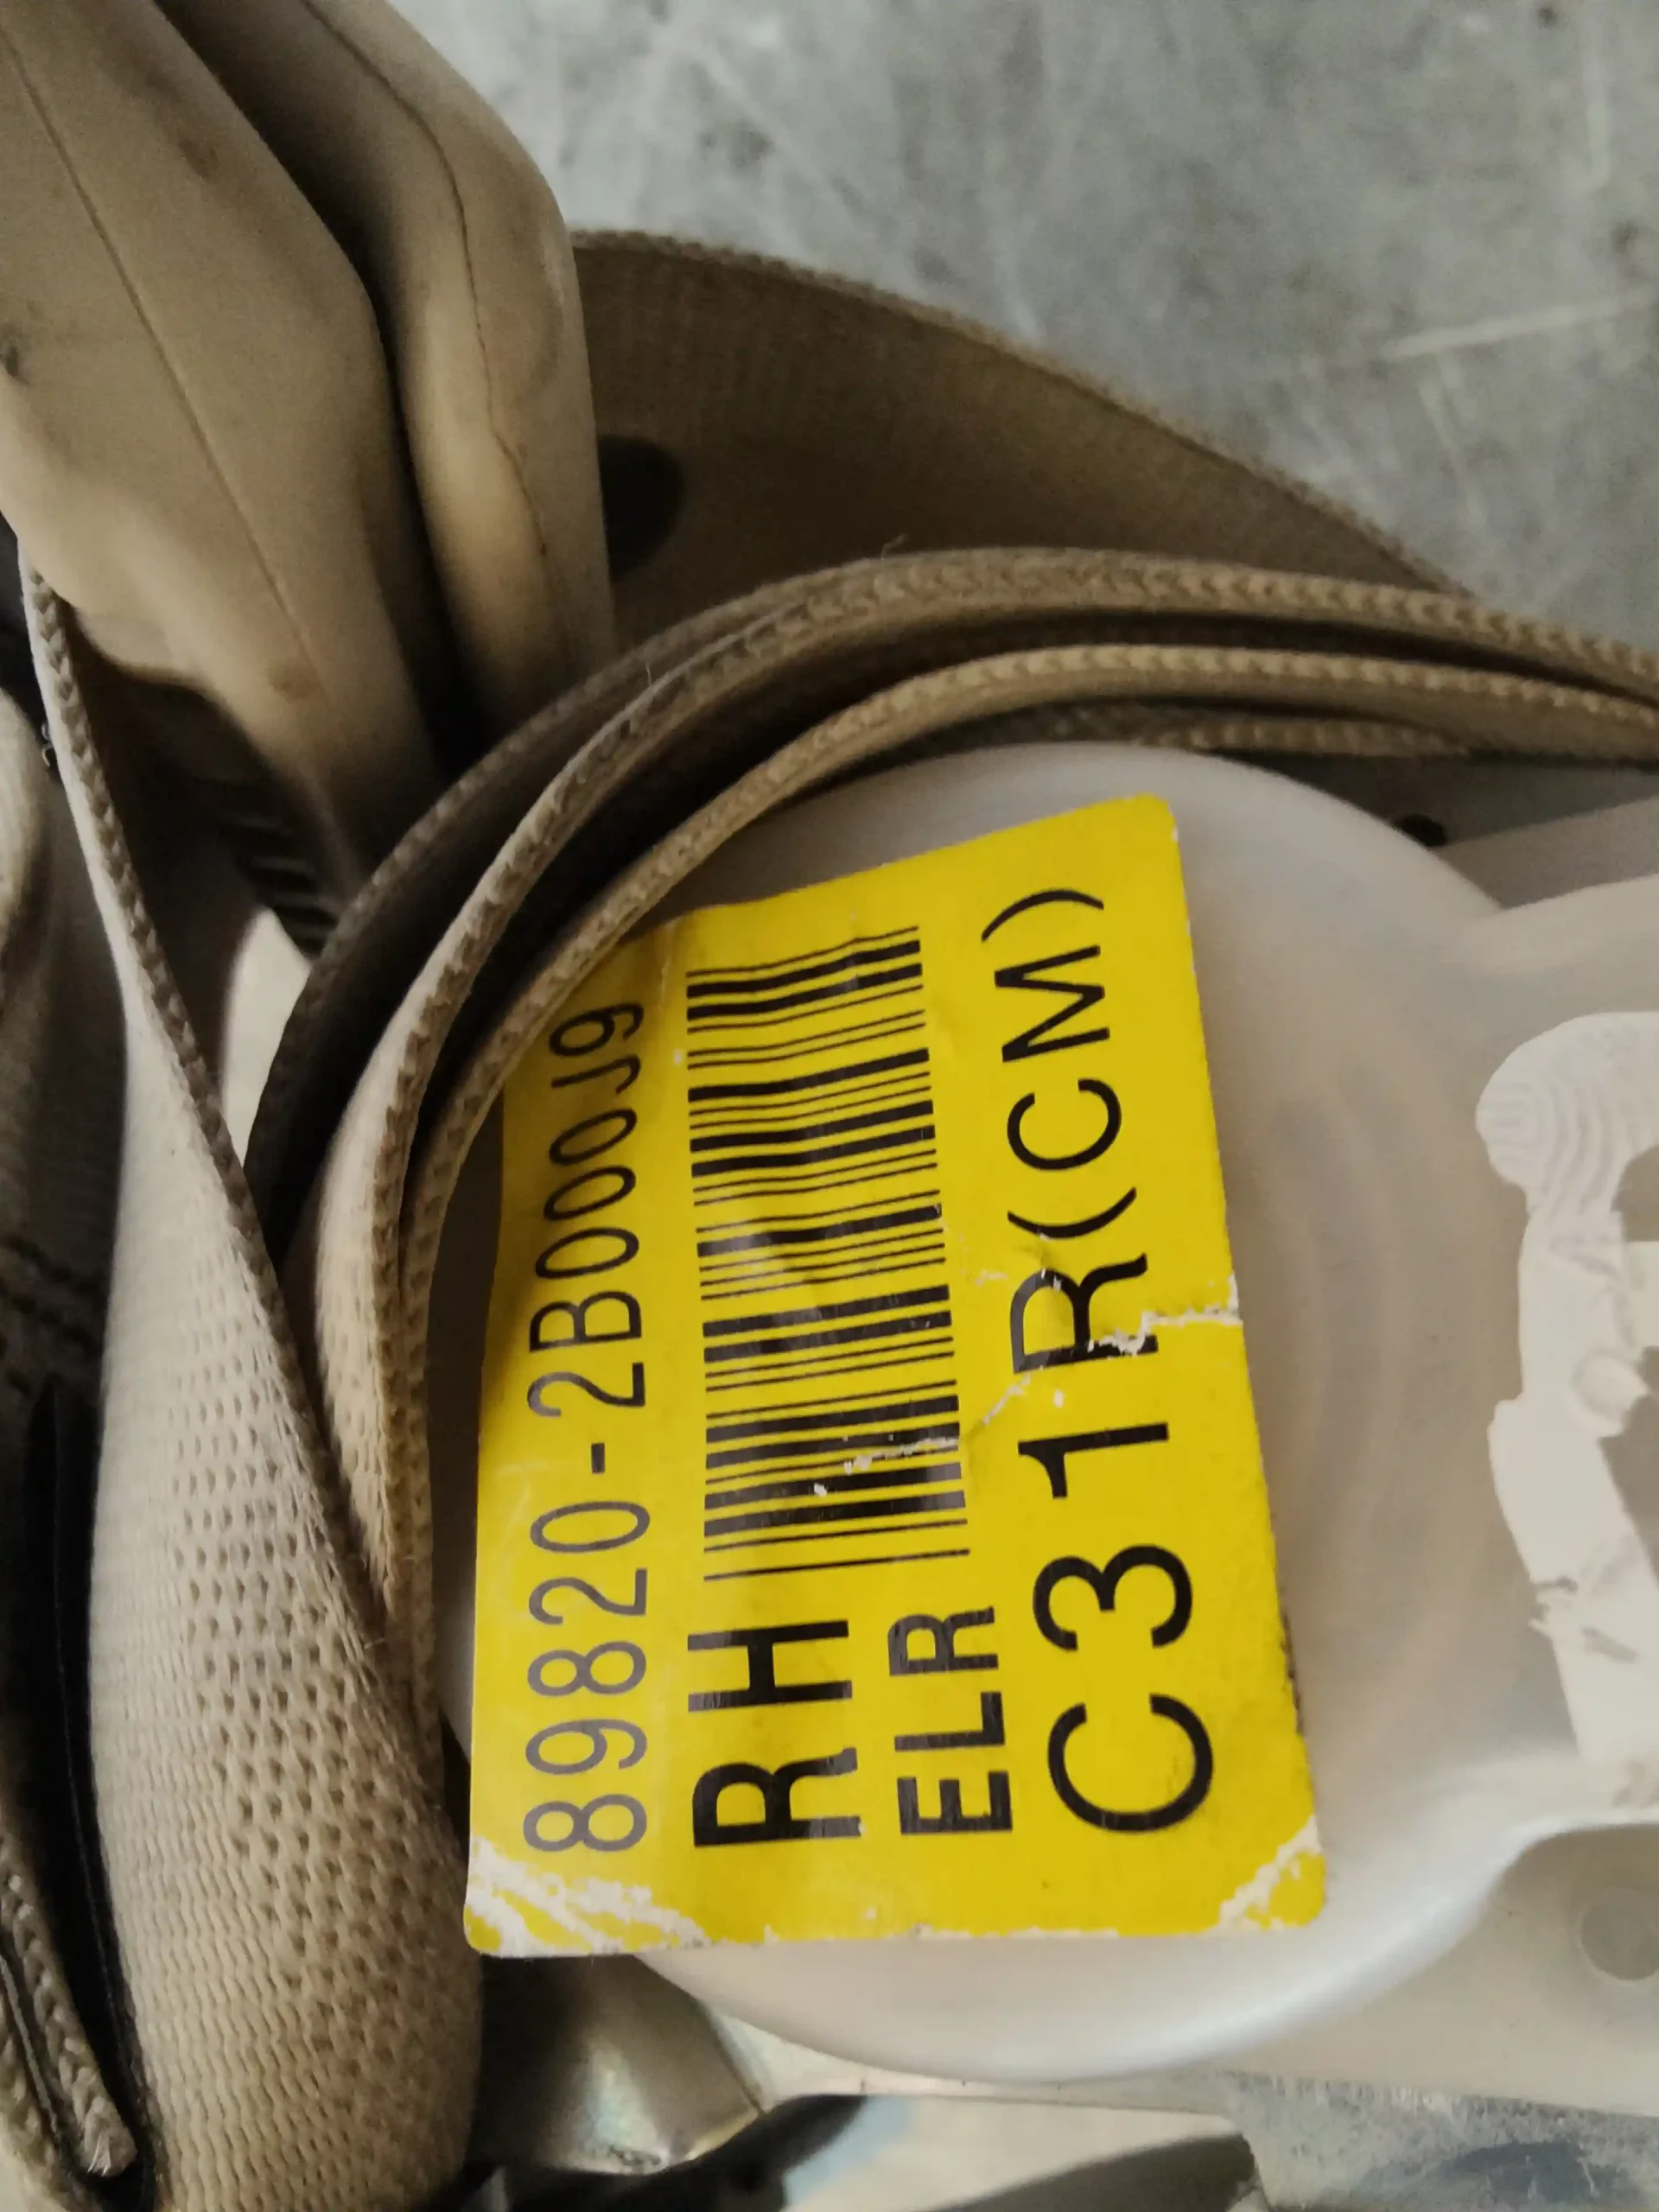 89820-2B000J9
RH
ELR
C31R(CM)